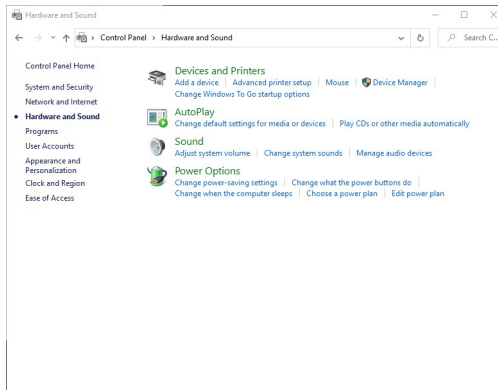 Hardware and Sound
Control Panel › Hardware and Sound
Search C...
Control Panel Home
System and Security
Network and Internet
Hardware and Sound
Programs
User Accounts
Appearance and
Personalization
Clock and Region
Ease of Access
Devices and Printers
Add a device | Advanced printer setup | Mouse | Device Manager |
Change Windows To Go startup options
AutoPlay
Change default settings for media or devices | Play CDs or other media automatically
Sound
Adjust system volume | Change system sounds | Manage audio devices
Power Options
Change power-saving settings | Change what the power buttons do |
Change when the computer sleeps | Choose a power plan | Edit power plan